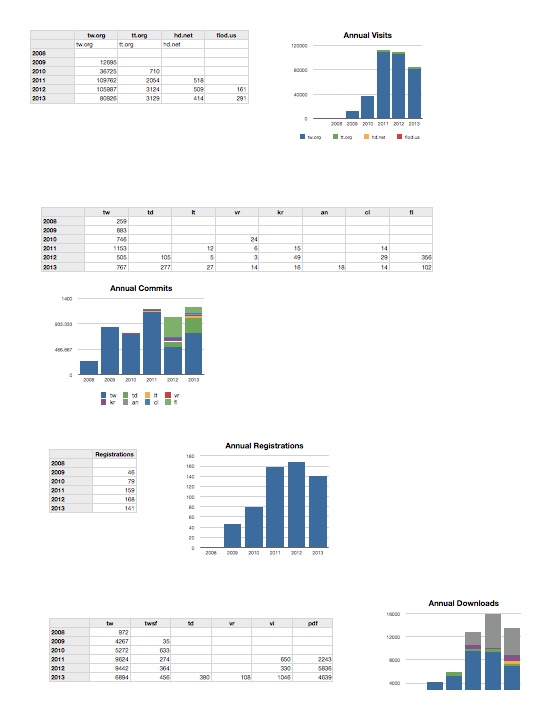 tw.org tt.org hd.net flod.us
tw.org tt.org hd.net
2008
2009 12695
2010 36725 710
2011 109762 2054 518
2012 105987 3124 509 161
2013 80926 3129 414 291
Annual Visits
120000
80000
40000
0
2008 2009 2010 2011 2012 2013
tw.org tt.org hd.net flod.us
tw td lt vr kr an cl fl
2008 259
2009 883
2010 746 24
2011 1153 12 6 15 14
2012 505 105 5 3 49 29 356
2013 767 277 27 14 16 18 14 102
Annual Commits
1400
933.333
466.667
0
2008 2009 2010 2011 2012 2013
tw td lt vr
kr an cl fl
Registrations
2008
2009 46
2010 79
2011 159
2012 168
2013 141
Annual Registrations
180
160
140
120
100
80
60
40
20
0
2008 2009 2010 2011 2012 2013
tw twsf td vr vi pdf
2008 972
2009 4267 35
2010 5272 633
2011 9624 274 650 2243
2012 9442 364 330 5836
2013 6894 456 380 108 1046 4639
Annual Downloads
16000
12000
8000
4000